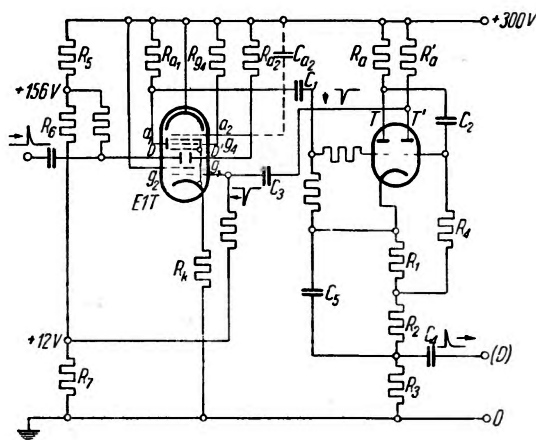 +300V
R5
Ra1
Rg4
Ra2
Ca2
C1
Ra
R'a
+156V
R6
T
T'
C2
a1
a2
D
D'
g4
g2
g1
E1T
C3
Rk
R4
R1
C5
R2
C4
+12V
(D)
R7
R3
0